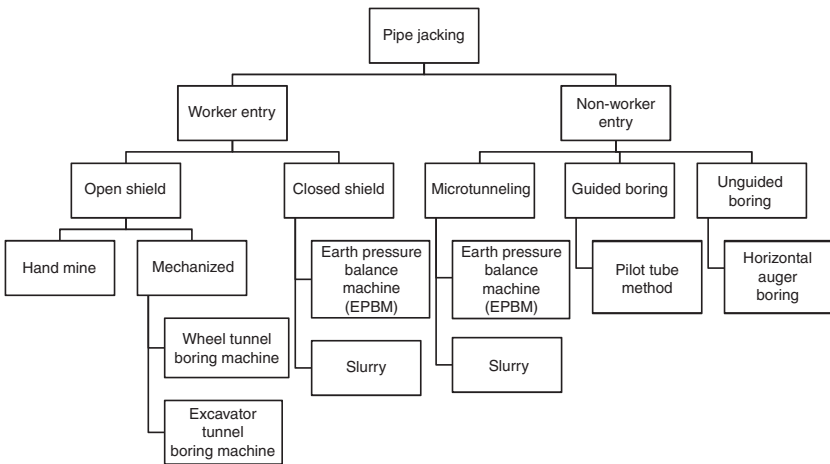 Pipe jacking
Worker entry
Non-worker
entry
Open shield
Closed shield
Microtunneling
Guided boring
Unguided
boring
Hand mine
Mechanized
Earth pressure
balance
machine
(EPBM)
Earth pressure
balance
machine
(EPBM)
Pilot tube
method
Horizontal
auger
boring
Wheel tunnel
boring machine
Slurry
Slurry
Excavator
tunnel
boring machine